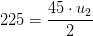 225 = \frac{45 \cdot u_2}{2}